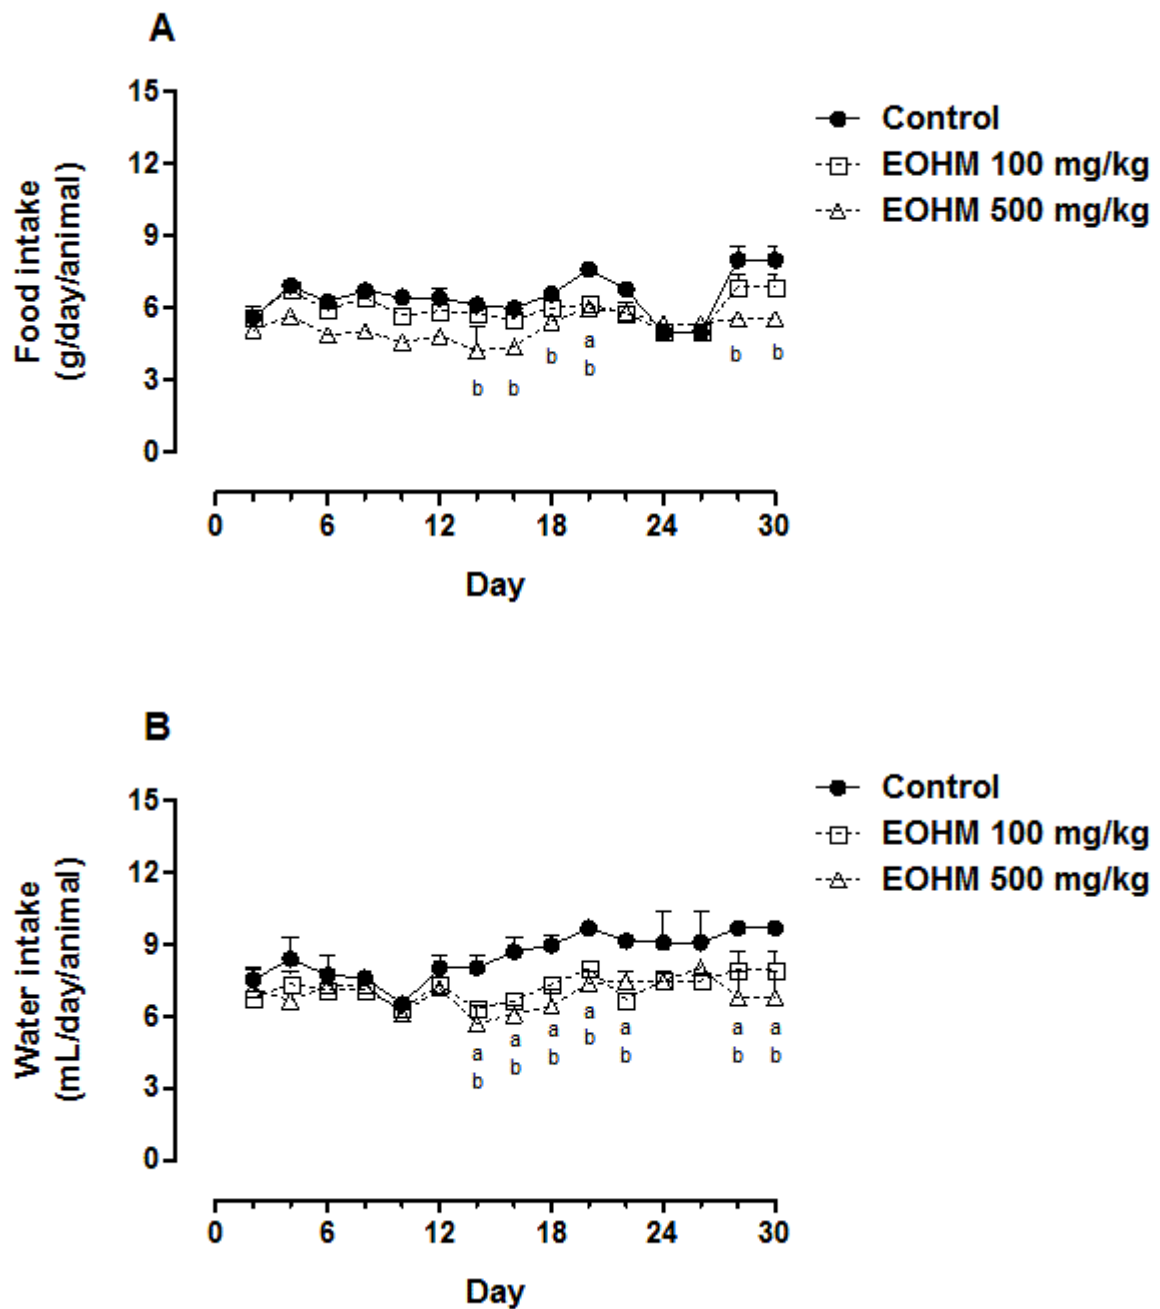 A
15
12
9
6
3
0
Food intake
(g/day/animal)
Control
EOHM 100 mg/kg
EOHM 500 mg/kg
b b b a b b b
b
0 6 12 18 24 30
Day
B
15
12
9
6
3
0
Water intake
(mL/day/animal)
Control
EOHM 100 mg/kg
EOHM 500 mg/kg
a a a a a a a
b b b b b b b
0 6 12 18 24 30
Day